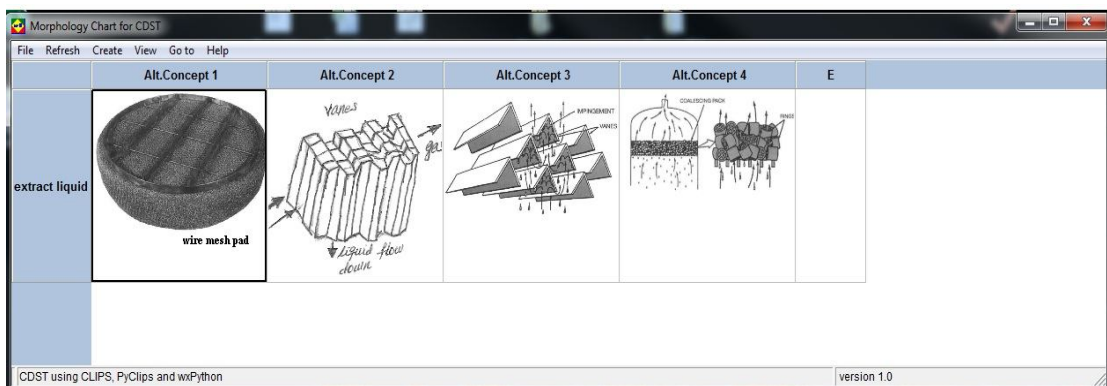 Morphology Chart for CDST
File Refresh Create View Go to Help
Alt.Concept 1 Alt.Concept 2 Alt.Concept 3 Alt.Concept 4 E
extract liquid
wire mesh pad
Vanes
gas
liquid flow
down
IMPINGEMENT
VANES
COALESCING PACK
RINGS
CDST using CLIPS, PyClips and wxPython version 1.0